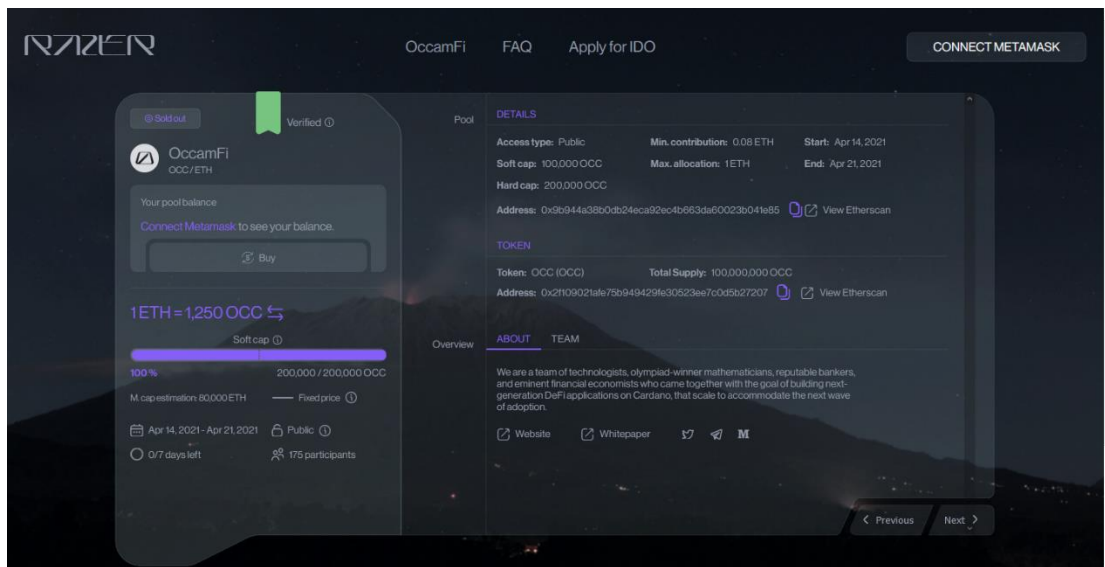 RAZER
OccamFi FAQ Apply for IDO
CONNECT METAMASK
Sold out
Verified
OccamFi
OCC / ETH
Your pool balance
Connect Metamask to see your balance.
Buy
1 ETH = 1,250 OCC
Soft cap
100 % 200,000 / 200,000 OCC
M. cap estimation: 80,000 ETH Fixed price
Apr 14, 2021 - Apr 21, 2021 Public
0/7 days left 175 participants
Pool
DETAILS
Access type: Public Min. contribution: 0.08 ETH Start: Apr 14, 2021
Soft cap: 100,000 OCC Max. allocation: 1 ETH End: Apr 21, 2021
Hard cap: 200,000 OCC
Address: 0x9b944a38b0db24eca92ec4b663da60023b041e85 View Etherscan
TOKEN
Token: OCC (OCC) Total Supply: 100,000,000 OCC
Address: 0x2f109021afe75b949429fe30523ee7c0d5b27207 View Etherscan
Overview
ABOUT TEAM
We are a team of technologists, olympiad-winner mathematicians, reputable bankers,
and eminent financial economists who came together with the goal of building next-
generation DeFi applications on Cardano, that scale to accommodate the next wave
of adoption.
Website Whitepaper M
Previous Next